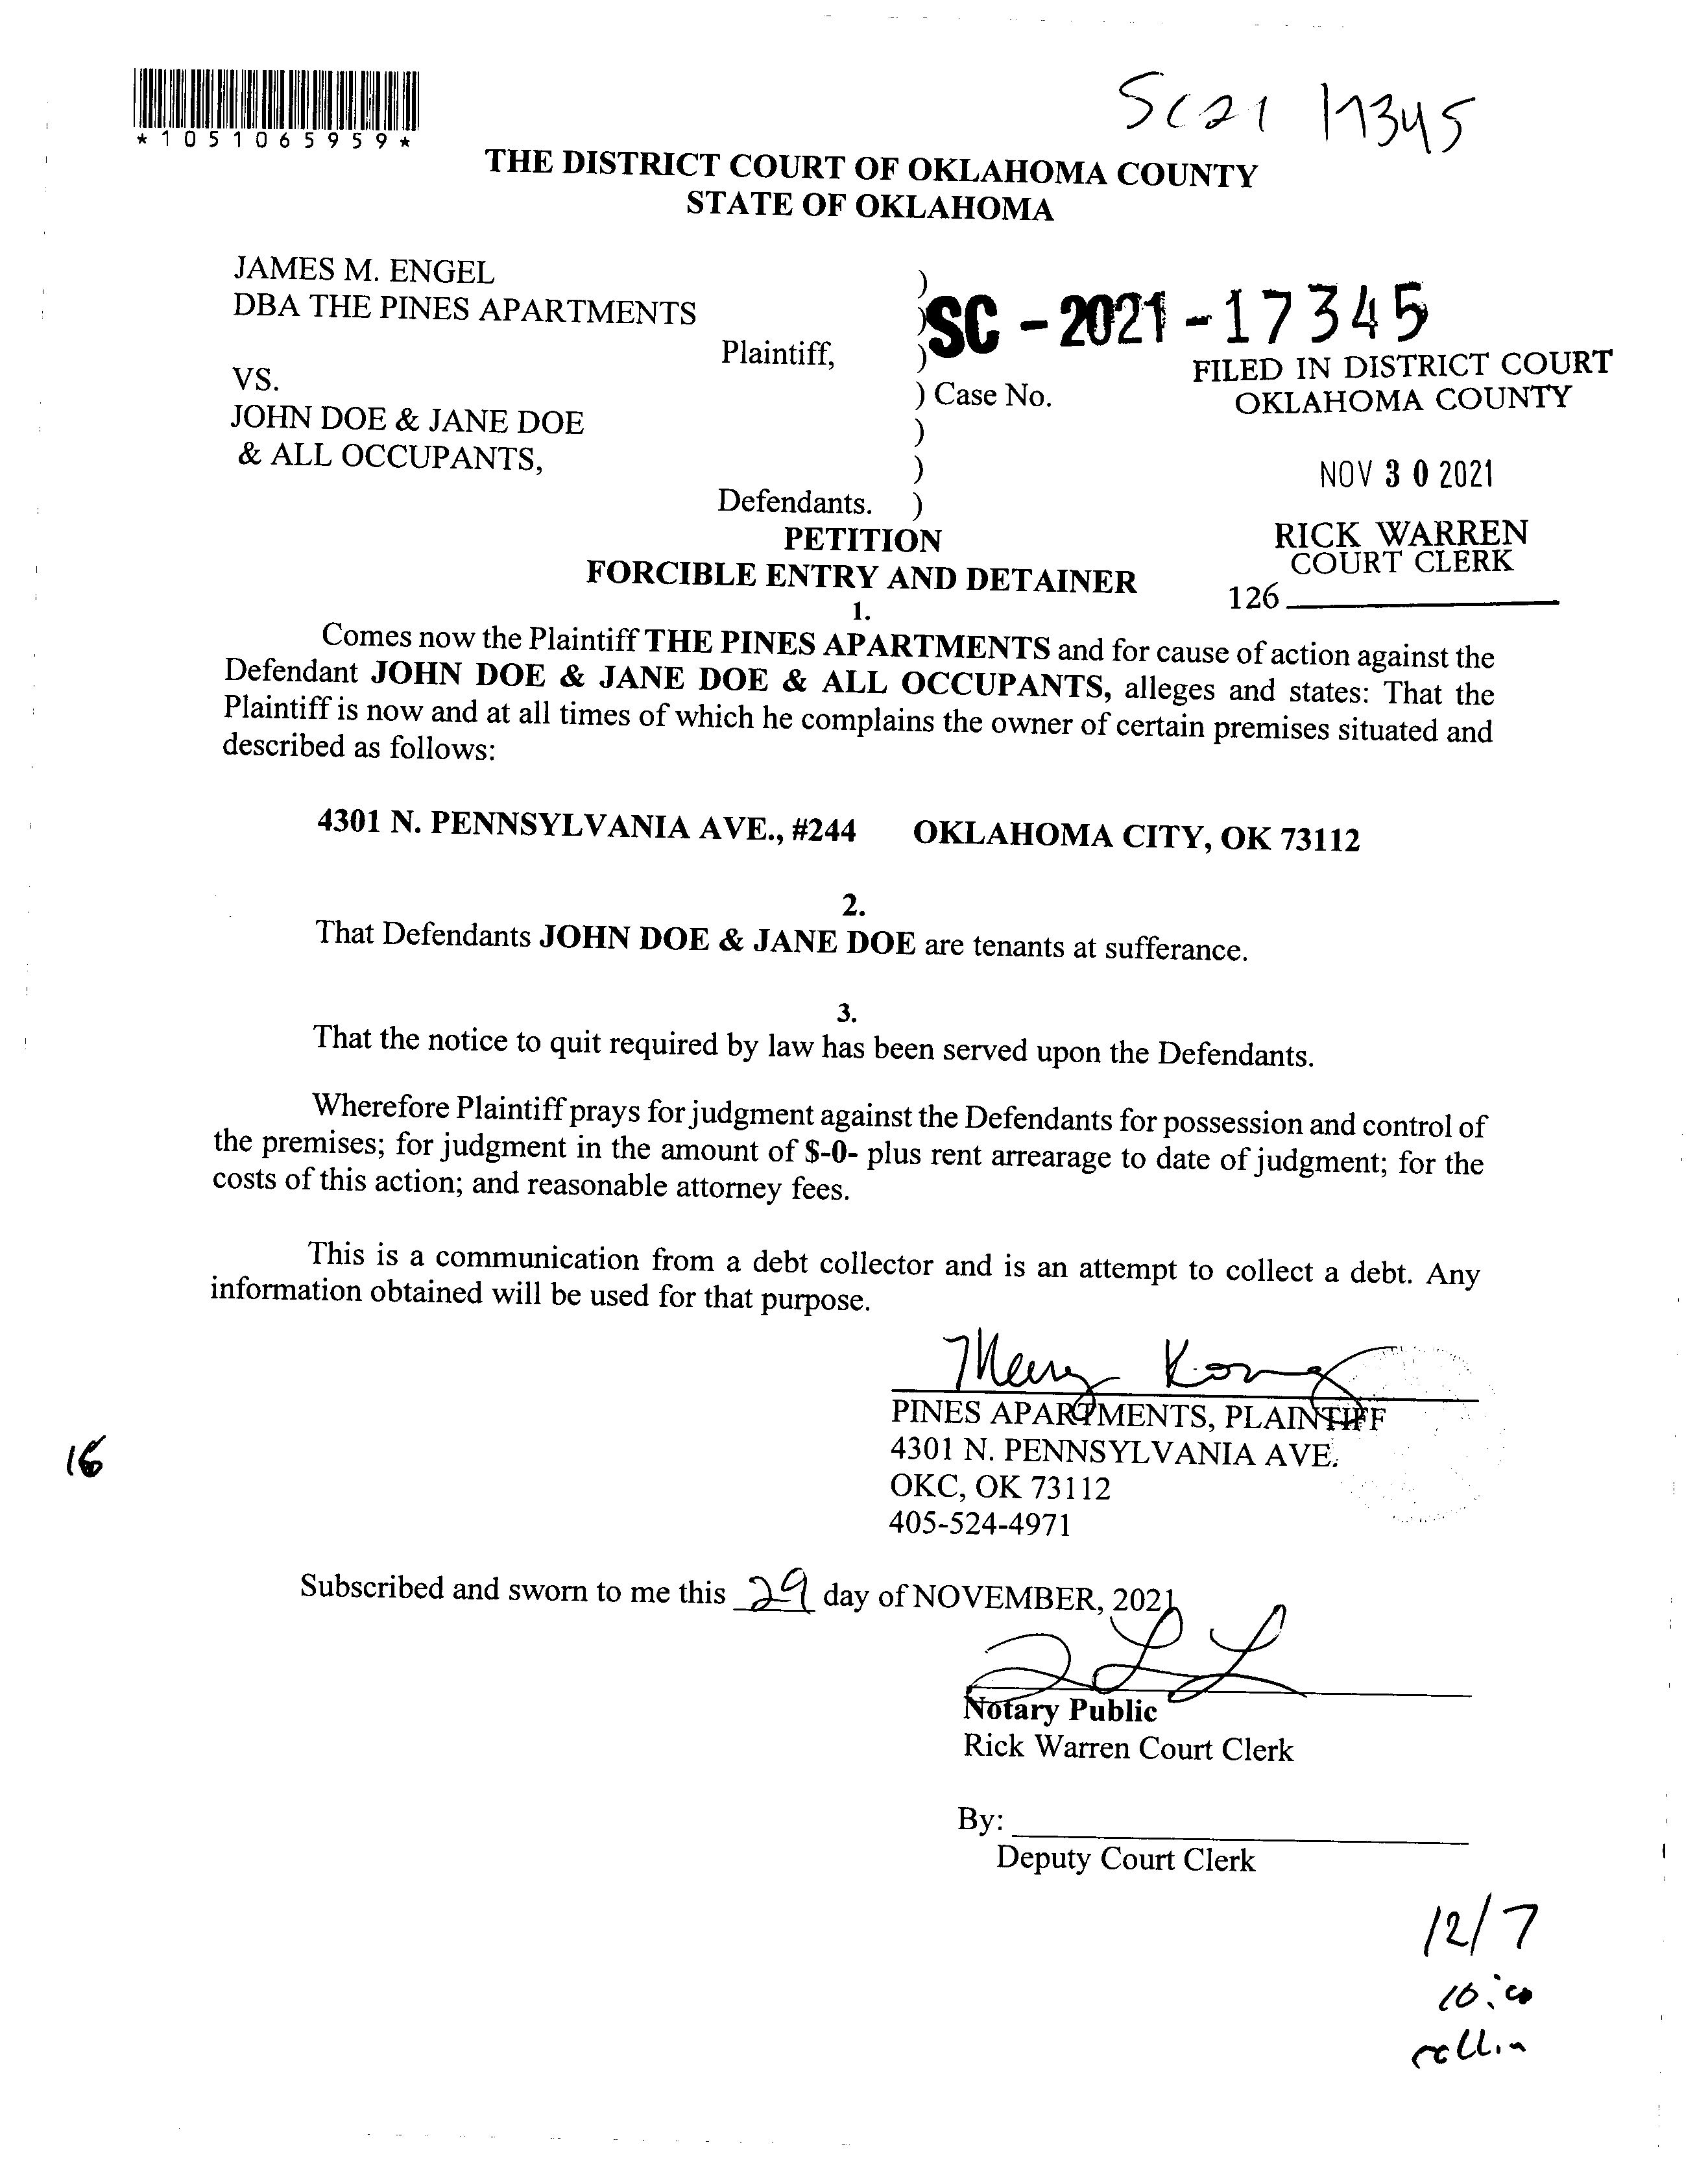 *1051065959*
SC21 17345
THE DISTRICT COURT OF OKLAHOMA COUNTY
STATE OF OKLAHOMA
JAMES M. ENGEL )
DBA THE PINES APARTMENTS )
SC - 2021 - 17345
Plaintiff, )
FILED IN DISTRICT COURT
VS.
) Case No.
OKLAHOMA COUNTY
JOHN DOE & JANE DOE )
& ALL OCCUPANTS, )
NOV 30 2021
Defendants. )
PETITION
RICK WARREN
COURT CLERK
FORCIBLE ENTRY AND DETAINER
126
1.
Comes now the Plaintiff THE PINES APARTMENTS and for cause of action against the
Defendant JOHN DOE & JANE DOE & ALL OCCUPANTS, alleges and states: That the
Plaintiff is now and at all times of which he complains the owner of certain premises situated and
described as follows:
4301 N. PENNSYLVANIA AVE., #244 OKLAHOMA CITY, OK 73112
2.
That Defendants JOHN DOE & JANE DOE are tenants at sufferance.
3.
That the notice to quit required by law has been served upon the Defendants.
Wherefore Plaintiff prays for judgment against the Defendants for possession and control of
the premises; for judgment in the amount of $-0- plus rent arrearage to date of judgment; for the
costs of this action; and reasonable attorney fees.
This is a communication from a debt collector and is an attempt to collect a debt. Any
information obtained will be used for that purpose.
PINES APARTMENTS, PLAINTIFF
4301 N. PENNSYLVANIA AVE.
OKC, OK 73112
405-524-4971
Subscribed and sworn to me this 29 day of NOVEMBER, 2021
Notary Public
Rick Warren Court Clerk
By:
Deputy Court Clerk
12/7